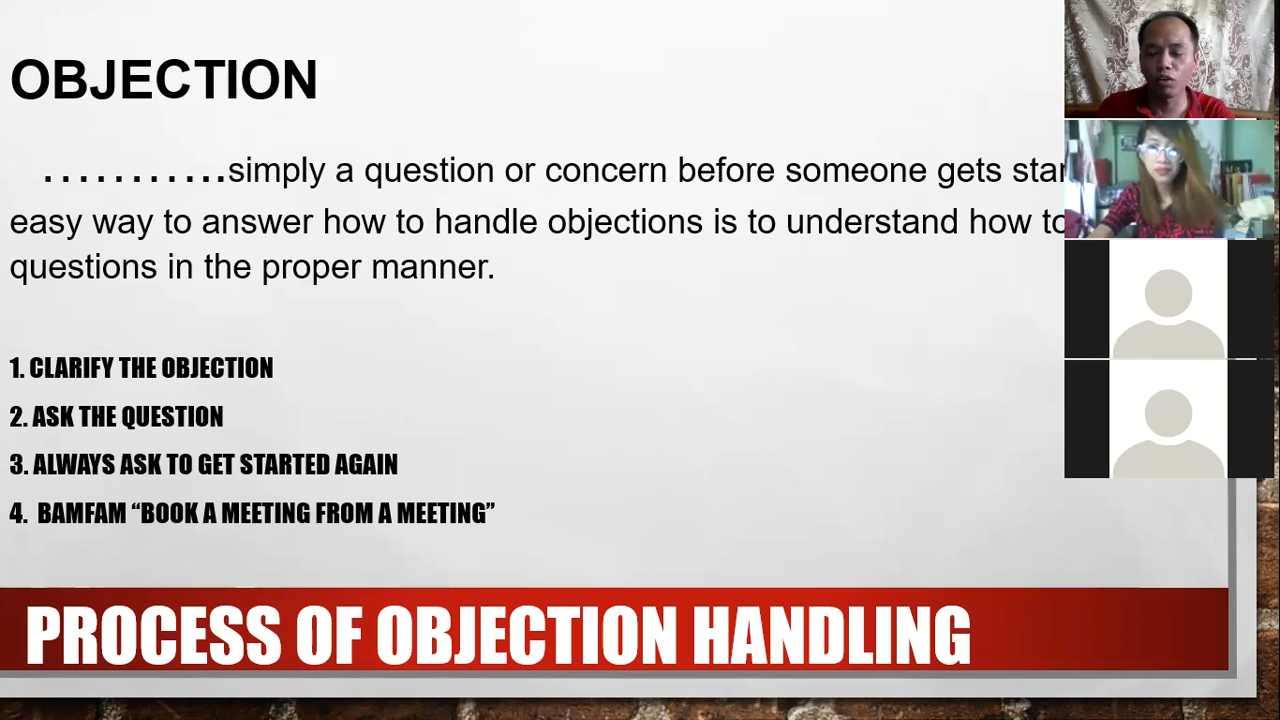 OBJECTION
...........simply a question or concern before someone gets
easy way to answer how to handle objections is to understand how to
questions in the proper manner.
1. CLARIFY THE OBJECTION
2. ASK THE QUESTION
3. ALWAYS ASK TO GET STARTED AGAIN
4. BAMFAM “BOOK A MEETING FROM A MEETING”
PROCESS OF OBJECTION HANDLING